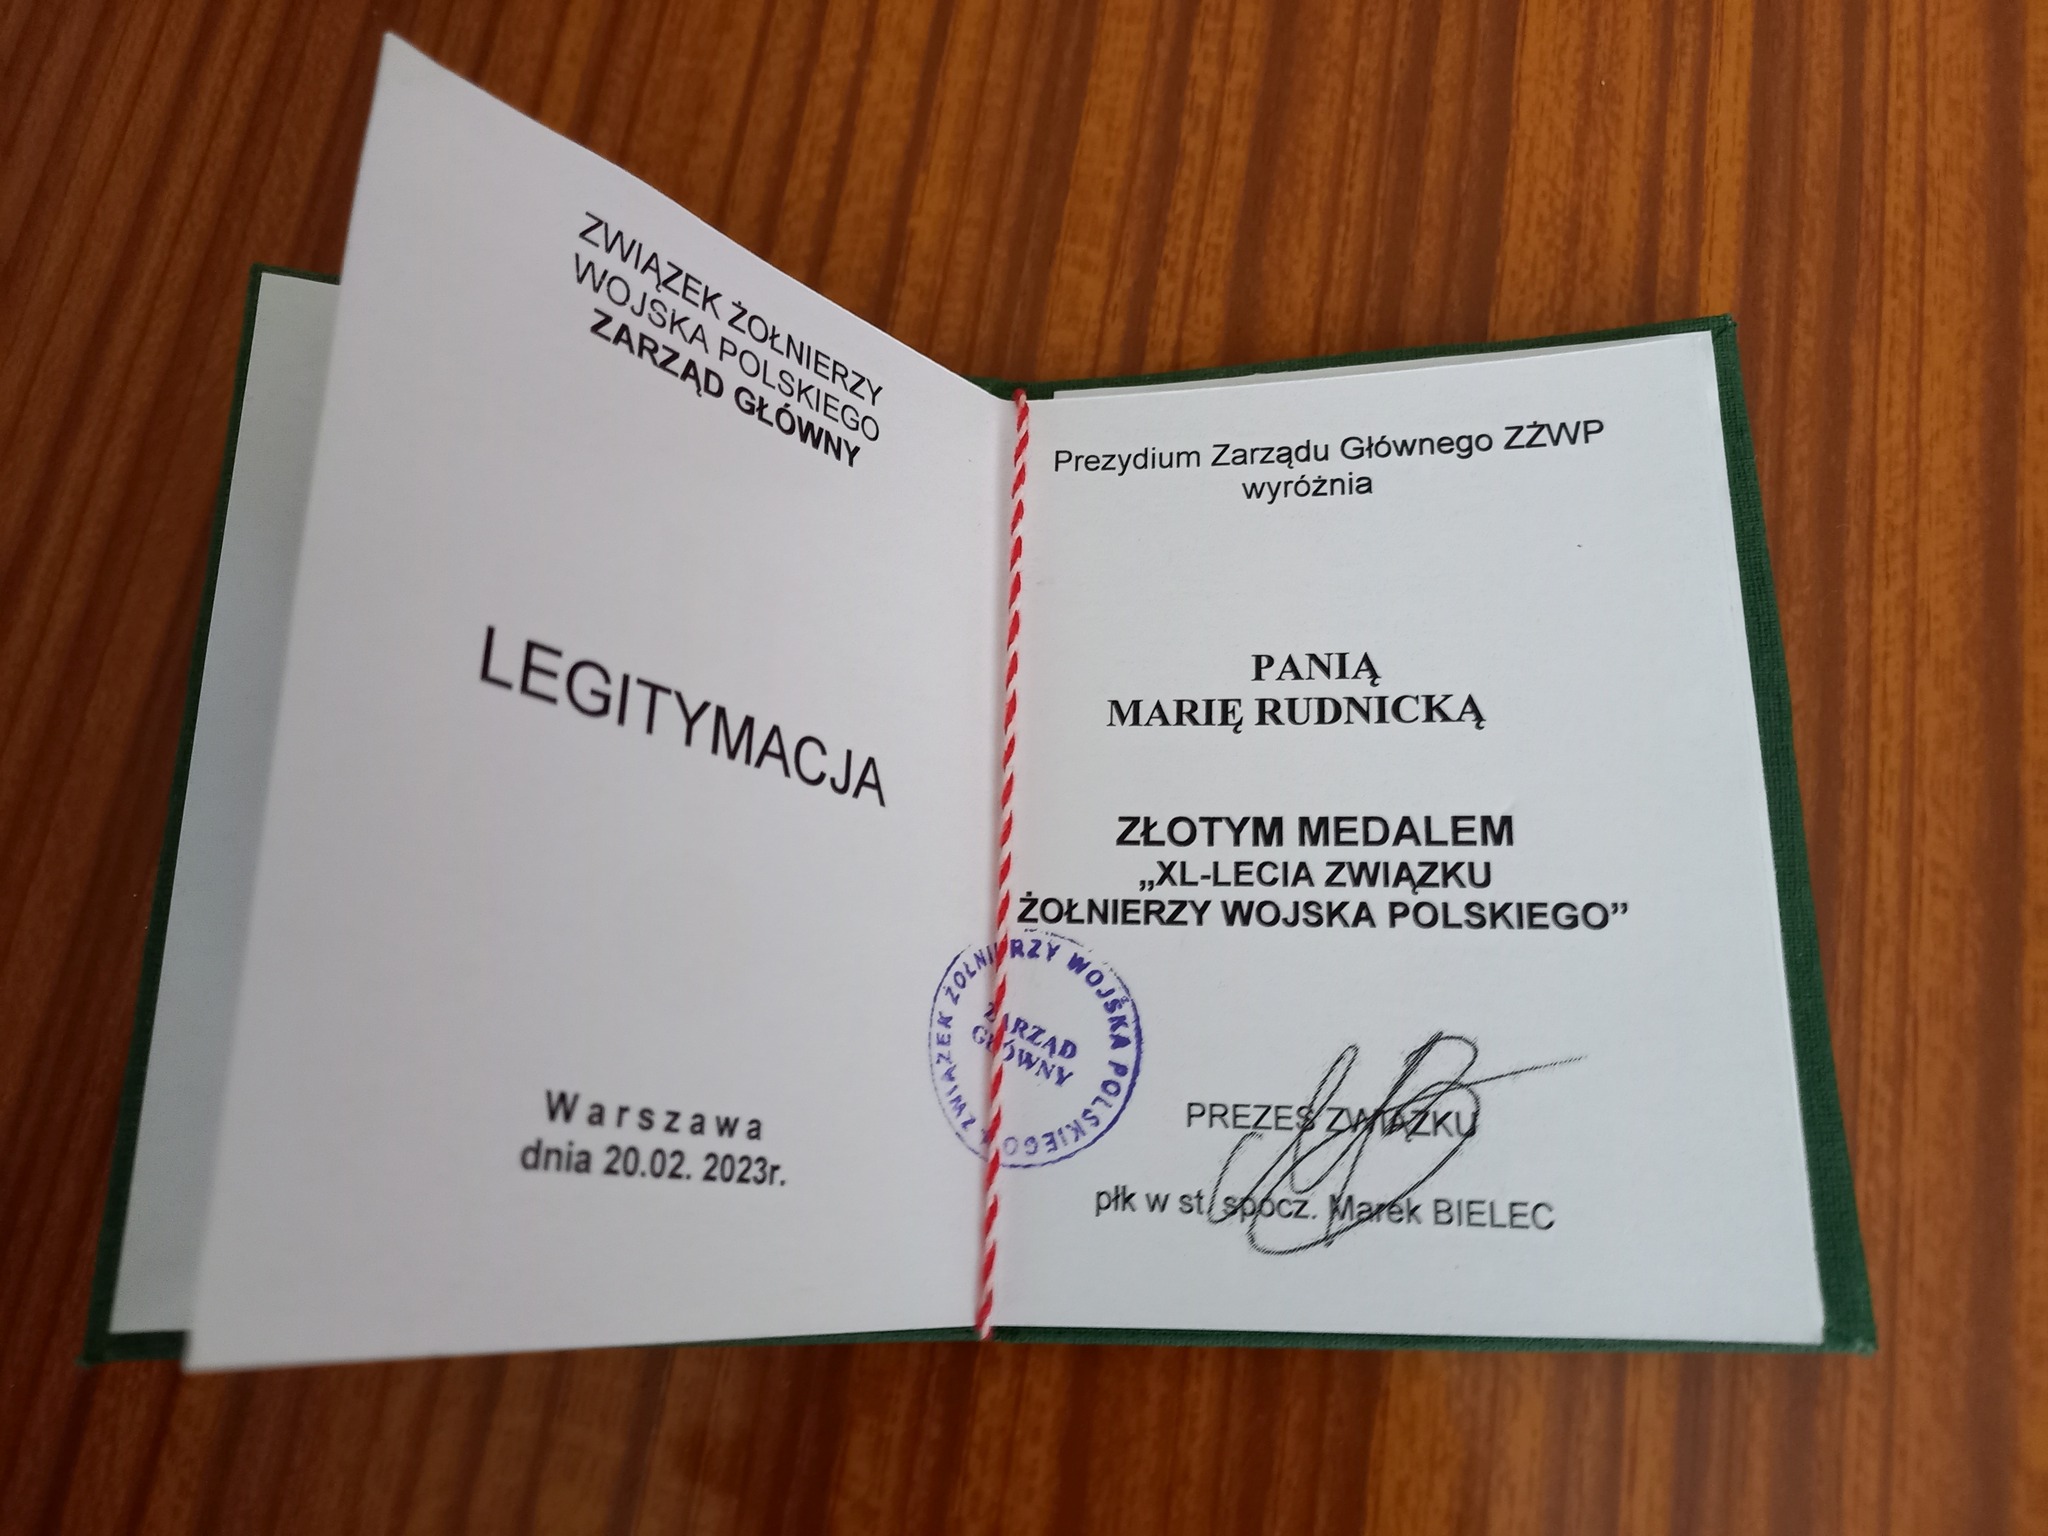 ZWIĄZEK ŻOŁNIERZY
WOJSKA POLSKIEGO
ZARZĄD GŁÓWNY
LEGITYMACJA
Warszawa
dnia 20.02. 2023r.
Prezydium Zarządu Głównego ZŻWP
wyróżnia
PANIĄ
MARIĘ RUDNICKĄ
ZŁOTYM MEDALEM
„XL-LECIA ZWIĄZKU
ŻOŁNIERZY WOJSKA POLSKIEGO”
ZWIĄZEK ŻOŁNIERZY WOJSKA POLSKIEGO
ZARZĄD
GŁÓWNY
PREZES ZWIĄZKU
płk w st. spocz. Marek BIELEC